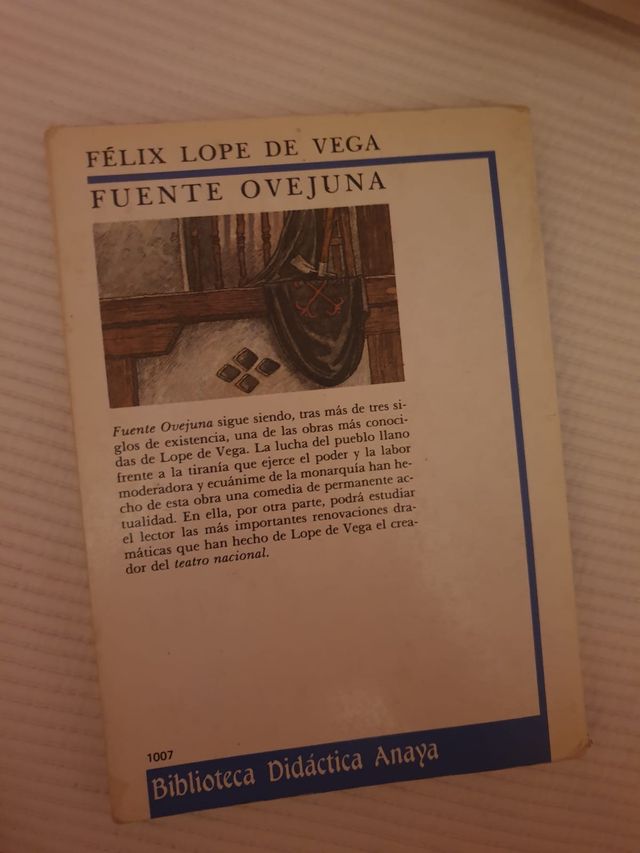 FÉLIX LOPE DE VEGA
FUENTE OVEJUNA
Fuente Ovejuna sigue siendo, tras más de tres si-
glos de existencia, una de las obras más conoci-
das de Lope de Vega. La lucha del pueblo llano
frente a la tiranía que ejerce el poder y la labor
moderadora y ecuánime de la monarquía han he-
cho de esta obra una comedia de permanente ac-
tualidad. En ella, por otra parte, podrá estudiar
el lector las más importantes renovaciones dra-
máticas que han hecho de Lope de Vega el crea-
dor del teatro nacional.
1007
Biblioteca Didáctica Anaya